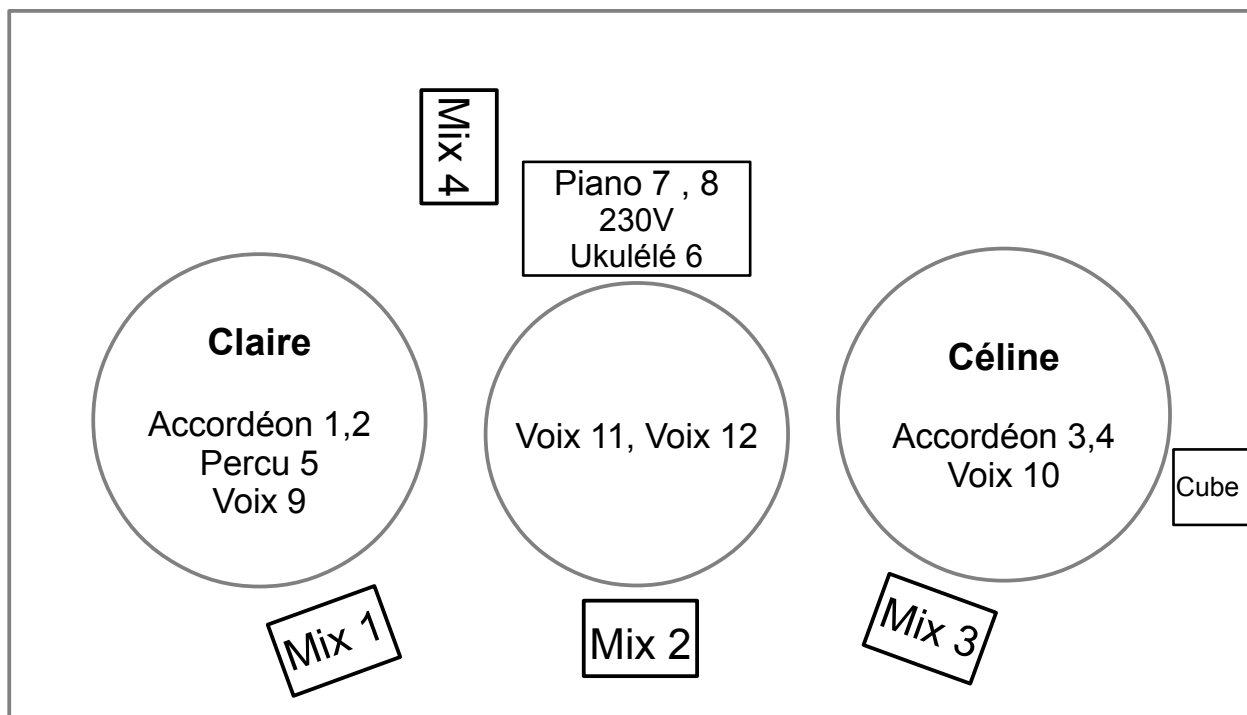 Mix 4
Piano 7 , 8
230V
Ukulélé 6
Claire
Accordéon 1,2
Percu 5
Voix 9
Voix 11, Voix 12
Céline
Accordéon 3,4
Voix 10
Cube
Mix 1
Mix 2
Mix 3